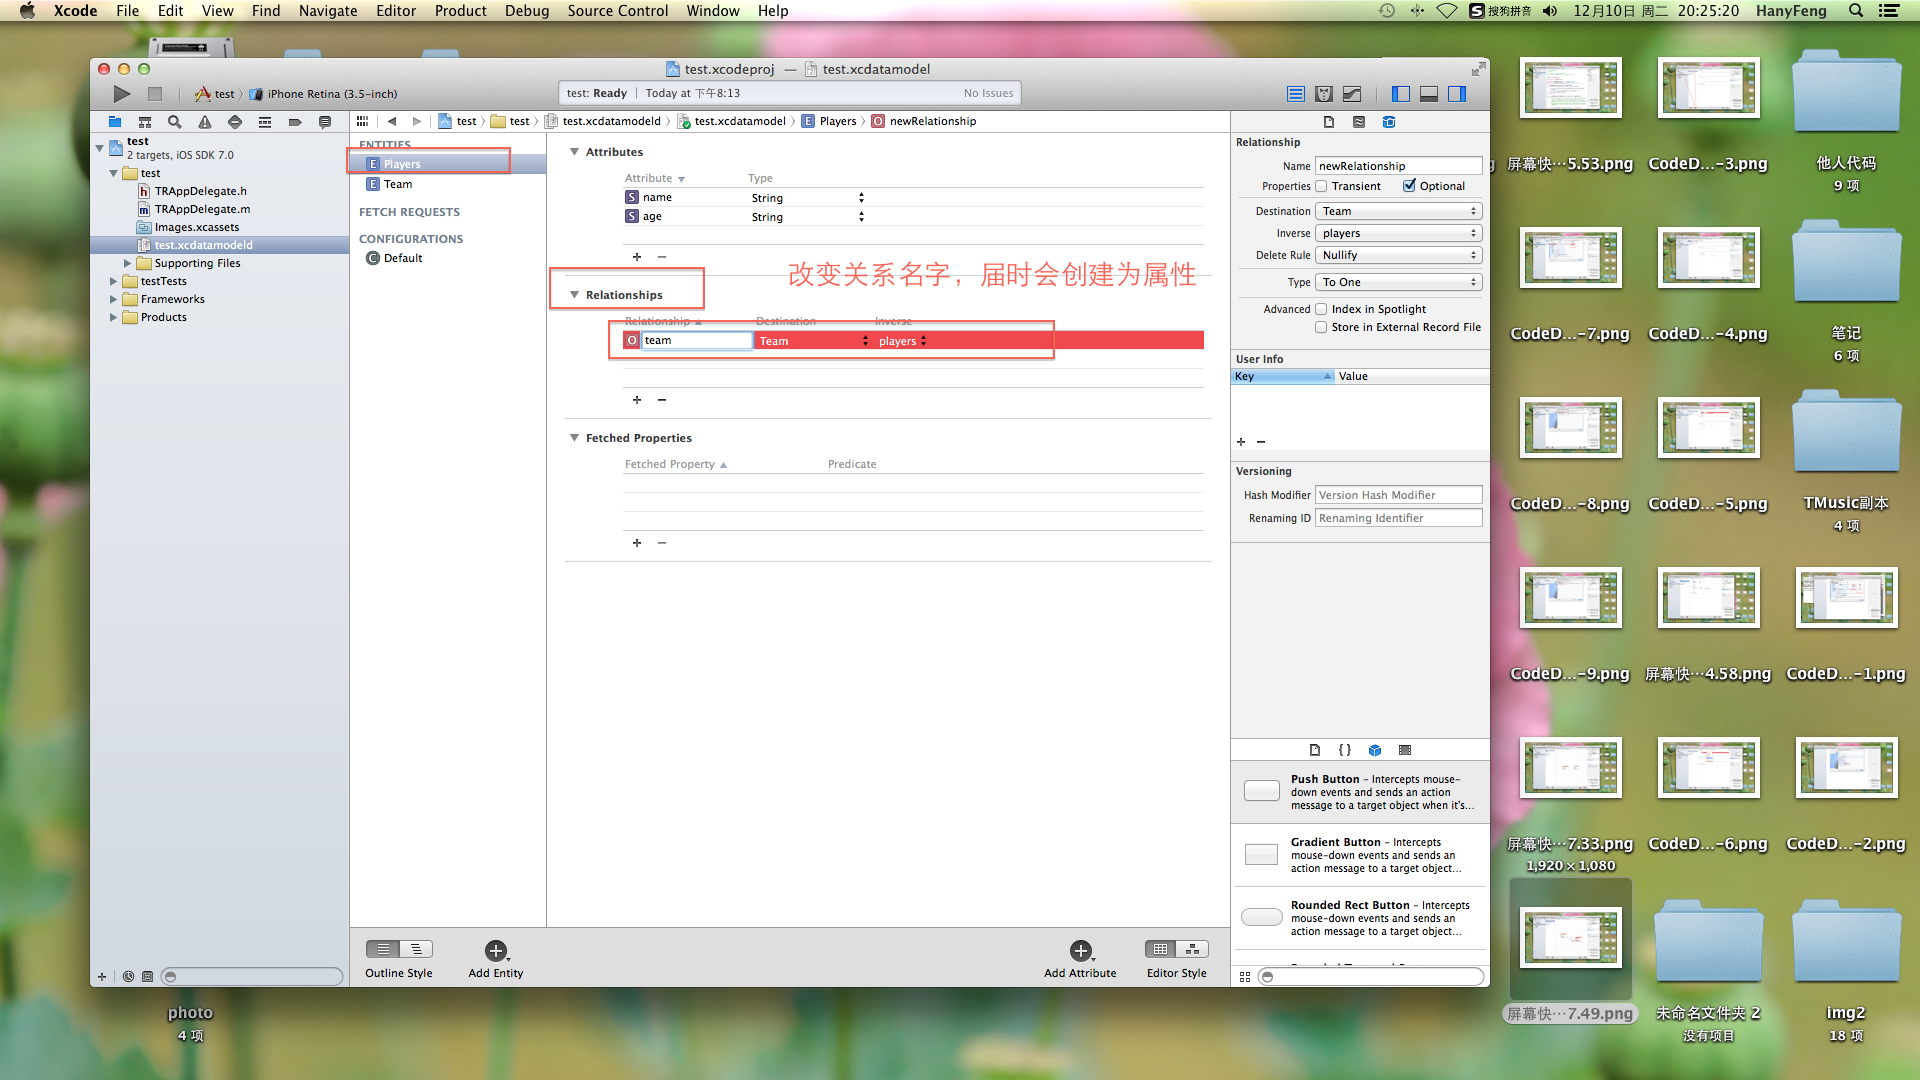 Xcode File Edit View Find Navigate Editor Product Debug Source Control Window Help
搜狗拼音 12月10日 周二 20:25:20 HanyFeng
test.xcodeproj — test.xcdatamodel
test iPhone Retina (3.5-inch)
test: Ready Today at 下午8:13 No Issues
test test test.xcdatamodeld test.xcdatamodel E Players O newRelationship
test
2 targets, iOS SDK 7.0
test
h TRAppDelegate.h
m TRAppDelegate.m
Images.xcassets
test.xcdatamodeld
Supporting Files
testTests
Frameworks
Products
ENTITIES
E Players
E Team
FETCH REQUESTS
CONFIGURATIONS
C Default
Attributes
Attribute Type
S name String
S age String
+ −
改变关系名字，届时会创建为属性
Relationships
Relationship Destination Inverse
O team Team players
+ −
Fetched Properties
Fetched Property Predicate
+ −
Outline Style Add Entity Add Attribute Editor Style
Relationship
Name newRelationship
Properties Transient Optional
Destination Team
Inverse players
Delete Rule Nullify
Type To One
Advanced Index in Spotlight
Store in External Record File
User Info
Key Value
+ −
Versioning
Hash Modifier Version Hash Modifier
Renaming ID Renaming Identifier
{ }
Push Button – Intercepts mouse-
down events and sends an action
message to a target object when it's...
Gradient Button – Intercepts
mouse-down events and sends an
action message to a target object...
Rounded Rect Button – Intercepts
mouse-down events and sends an
action message to a target object...
屏幕快…5.53.png CodeD...-3.png 他人代码
9 项
CodeD...-7.png CodeD...-4.png 笔记
6 项
CodeD...-8.png CodeD...-5.png TMusic副本
4 项
CodeD...-9.png 屏幕快…4.58.png CodeD...-1.png
屏幕快…7.33.png CodeD...-6.png CodeD...-2.png
1,920 × 1,080
屏幕快…7.49.png 未命名文件夹 2 img2
没有项目 18 项
photo
4 项